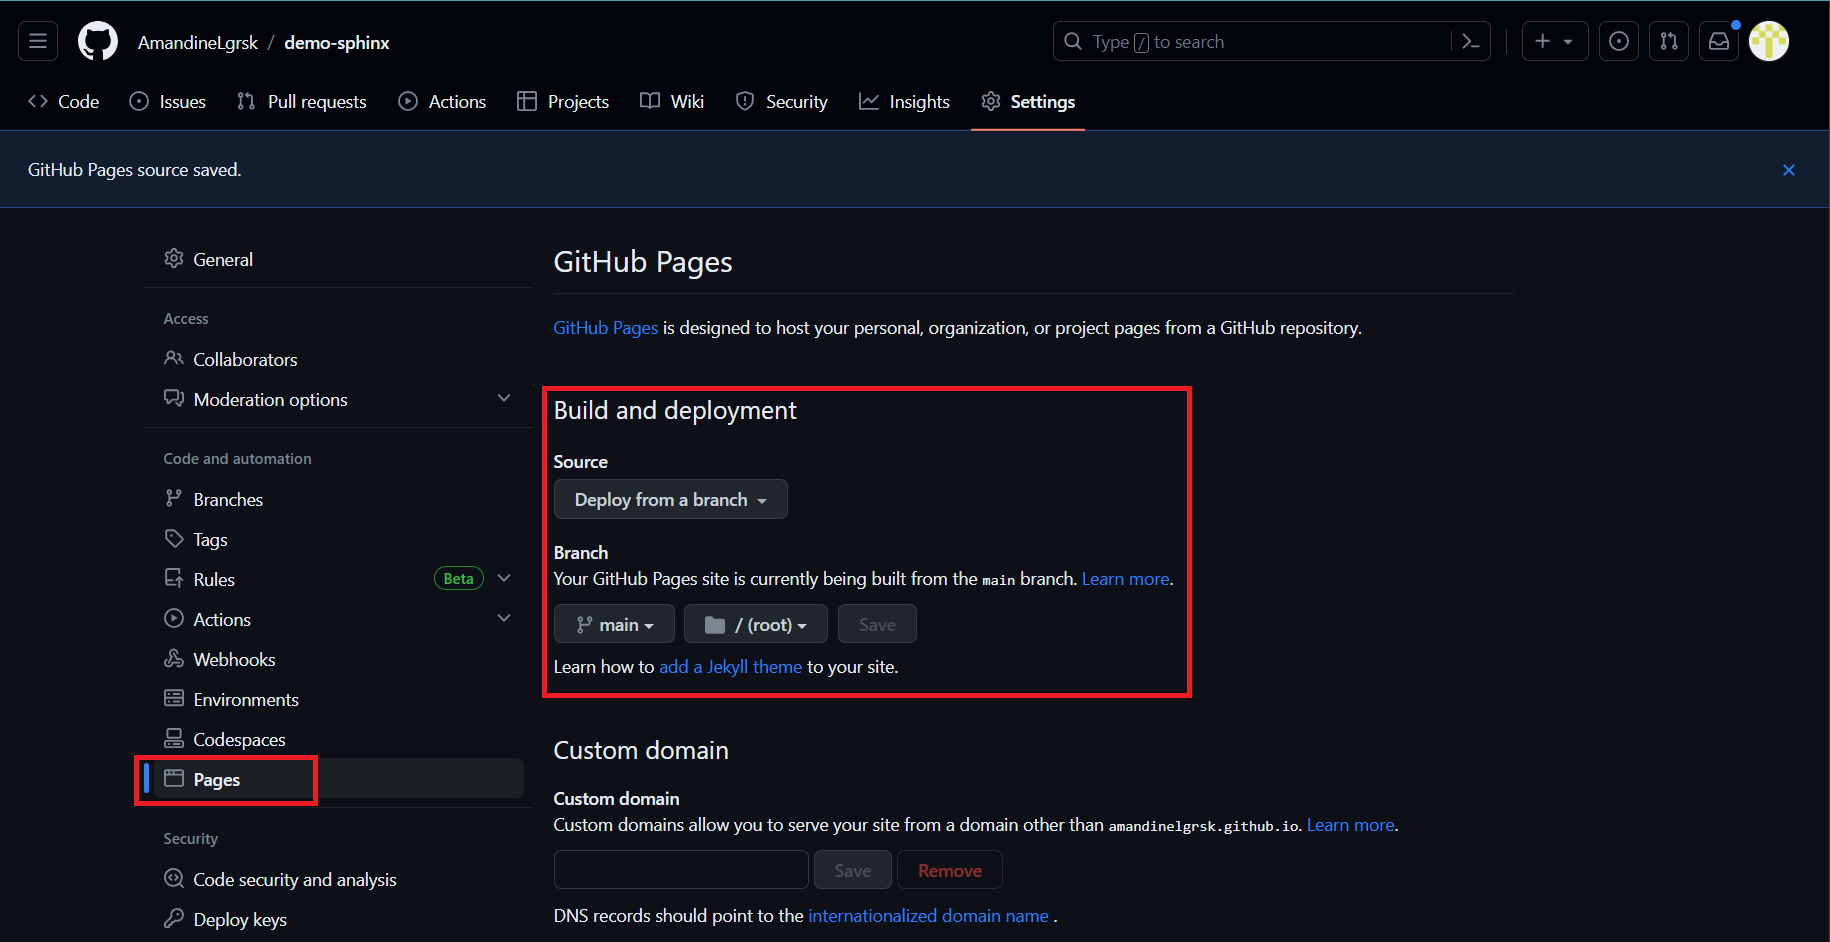 AmandineLgrsk / demo-sphinx
Type / to search
Code Issues Pull requests Actions Projects Wiki Security Insights Settings
GitHub Pages source saved.
General
Access
Collaborators
Moderation options
Code and automation
Branches
Tags
Rules Beta
Actions
Webhooks
Environments
Codespaces
Pages
Security
Code security and analysis
Deploy keys
GitHub Pages
GitHub Pages is designed to host your personal, organization, or project pages from a GitHub repository.
Build and deployment
Source
Deploy from a branch
Branch
Your GitHub Pages site is currently being built from the main branch. Learn more.
main / (root) Save
Learn how to add a Jekyll theme to your site.
Custom domain
Custom domain
Custom domains allow you to serve your site from a domain other than amandinelgrsk.github.io. Learn more.
Save Remove
DNS records should point to the internationalized domain name .